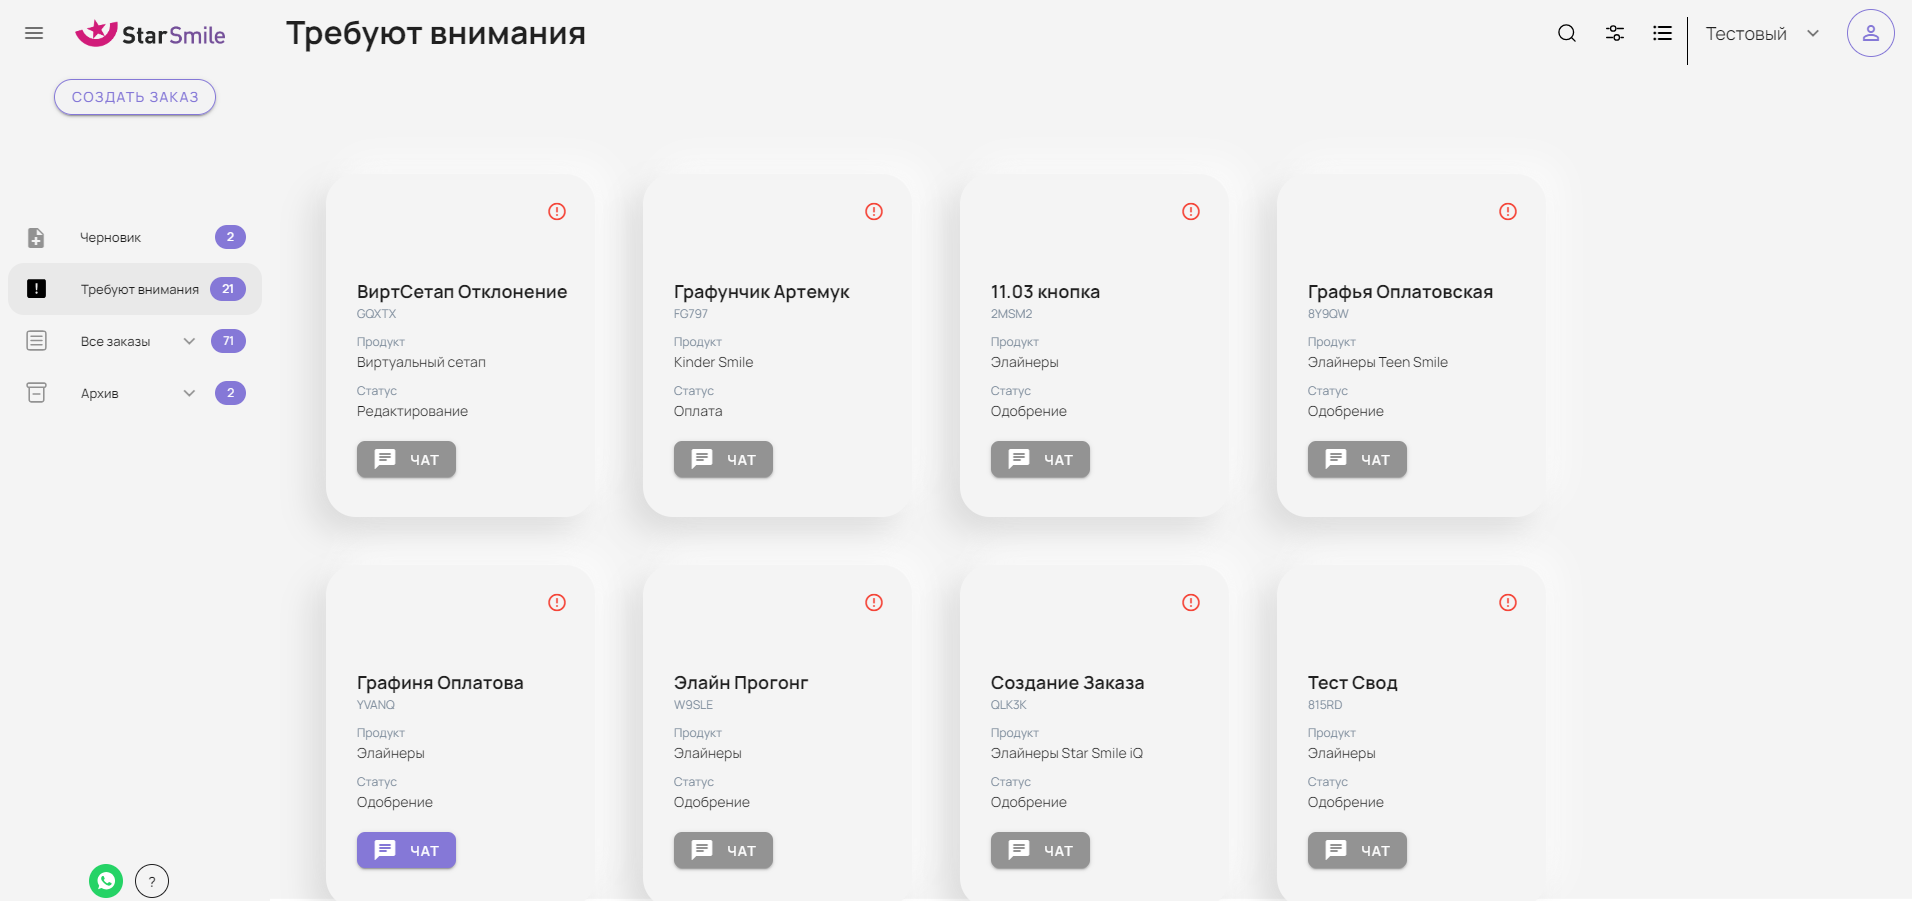 StarSmile
Требуют внимания
Тестовый
СОЗДАТЬ ЗАКАЗ
Черновик 2
Требуют внимания 21
Все заказы 71
Архив 2
ВиртСетап Отклонение
GQXTX
Продукт
Виртуальный сетап
Статус
Редактирование
ЧАТ
Графунчик Артемук
FG797
Продукт
Kinder Smile
Статус
Оплата
ЧАТ
11.03 кнопка
2MSM2
Продукт
Элайнеры
Статус
Одобрение
ЧАТ
Графья Оплатовская
8Y9QW
Продукт
Элайнеры Teen Smile
Статус
Одобрение
ЧАТ
Графиня Оплатова
YVANQ
Продукт
Элайнеры
Статус
Одобрение
ЧАТ
Элайн Прогонг
W9SLE
Продукт
Элайнеры
Статус
Одобрение
ЧАТ
Создание Заказа
QLK3K
Продукт
Элайнеры Star Smile iQ
Статус
Одобрение
ЧАТ
Тест Свод
815RD
Продукт
Элайнеры
Статус
Одобрение
ЧАТ
?